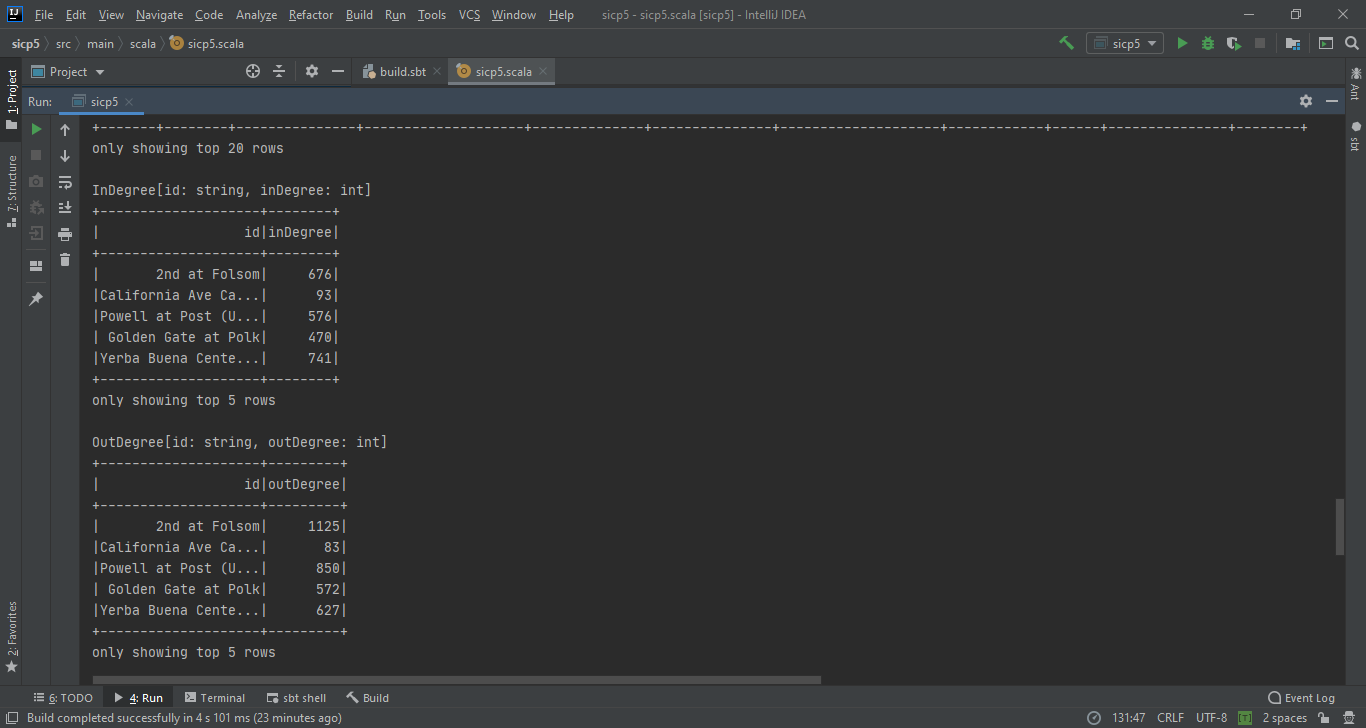 IJ File Edit View Navigate Code Analyze Refactor Build Run Tools VCS Window Help sicp5 - sicp5.scala [sicp5] - IntelliJ IDEA
sicp5 src main scala sicp5.scala sicp5
1: Project
Project build.sbt sicp5.scala
Ant
Run: sicp5
sbt
7: Structure
+-------+--------+---------------+--------------------+--------------+---------------+--------------------+------------+------+---------------+--------+
only showing top 20 rows
InDegree[id: string, inDegree: int]
+--------------------+--------+
|                  id|inDegree|
+--------------------+--------+
|       2nd at Folsom|     676|
|California Ave Ca...|      93|
|Powell at Post (U...|     576|
| Golden Gate at Polk|     470|
|Yerba Buena Cente...|     741|
+--------------------+--------+
only showing top 5 rows
OutDegree[id: string, outDegree: int]
+--------------------+---------+
|                  id|outDegree|
+--------------------+---------+
|       2nd at Folsom|     1125|
|California Ave Ca...|       83|
|Powell at Post (U...|      850|
| Golden Gate at Polk|      572|
|Yerba Buena Cente...|      627|
+--------------------+---------+
only showing top 5 rows
2: Favorites
6: TODO 4: Run Terminal sbt shell Build Event Log
Build completed successfully in 4 s 101 ms (23 minutes ago) 131:47 CRLF UTF-8 [T] 2 spaces